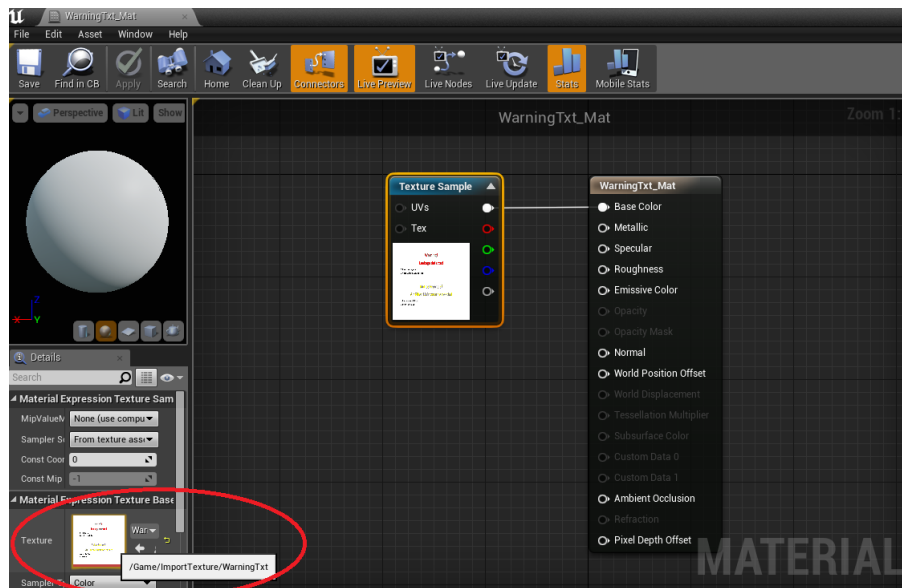 WarningTxt_Mat
File Edit Asset Window Help
Save Find in CB Apply Search Home Clean Up Connectors Live Preview Live Nodes Live Update Stats Mobile Stats
Perspective Lit Show
WarningTxt_Mat
Zoom 1:
Texture Sample
UVs
Tex
WarningTxt_Mat
Base Color
Metallic
Specular
Roughness
Emissive Color
Opacity
Opacity Mask
Normal
World Position Offset
World Displacement
Tessellation Multiplier
Subsurface Color
Custom Data 0
Custom Data 1
Ambient Occlusion
Refraction
Pixel Depth Offset
MATERIAL
Z
X Y
Details
Search
Material Expression Texture Sam
MipValueM None (use compu
Sampler So From texture asse
Const Coor 0
Const Mip -1
Material Expression Texture Base
Texture
War
/Game/ImportTexture/WarningTxt
Sampler T Color